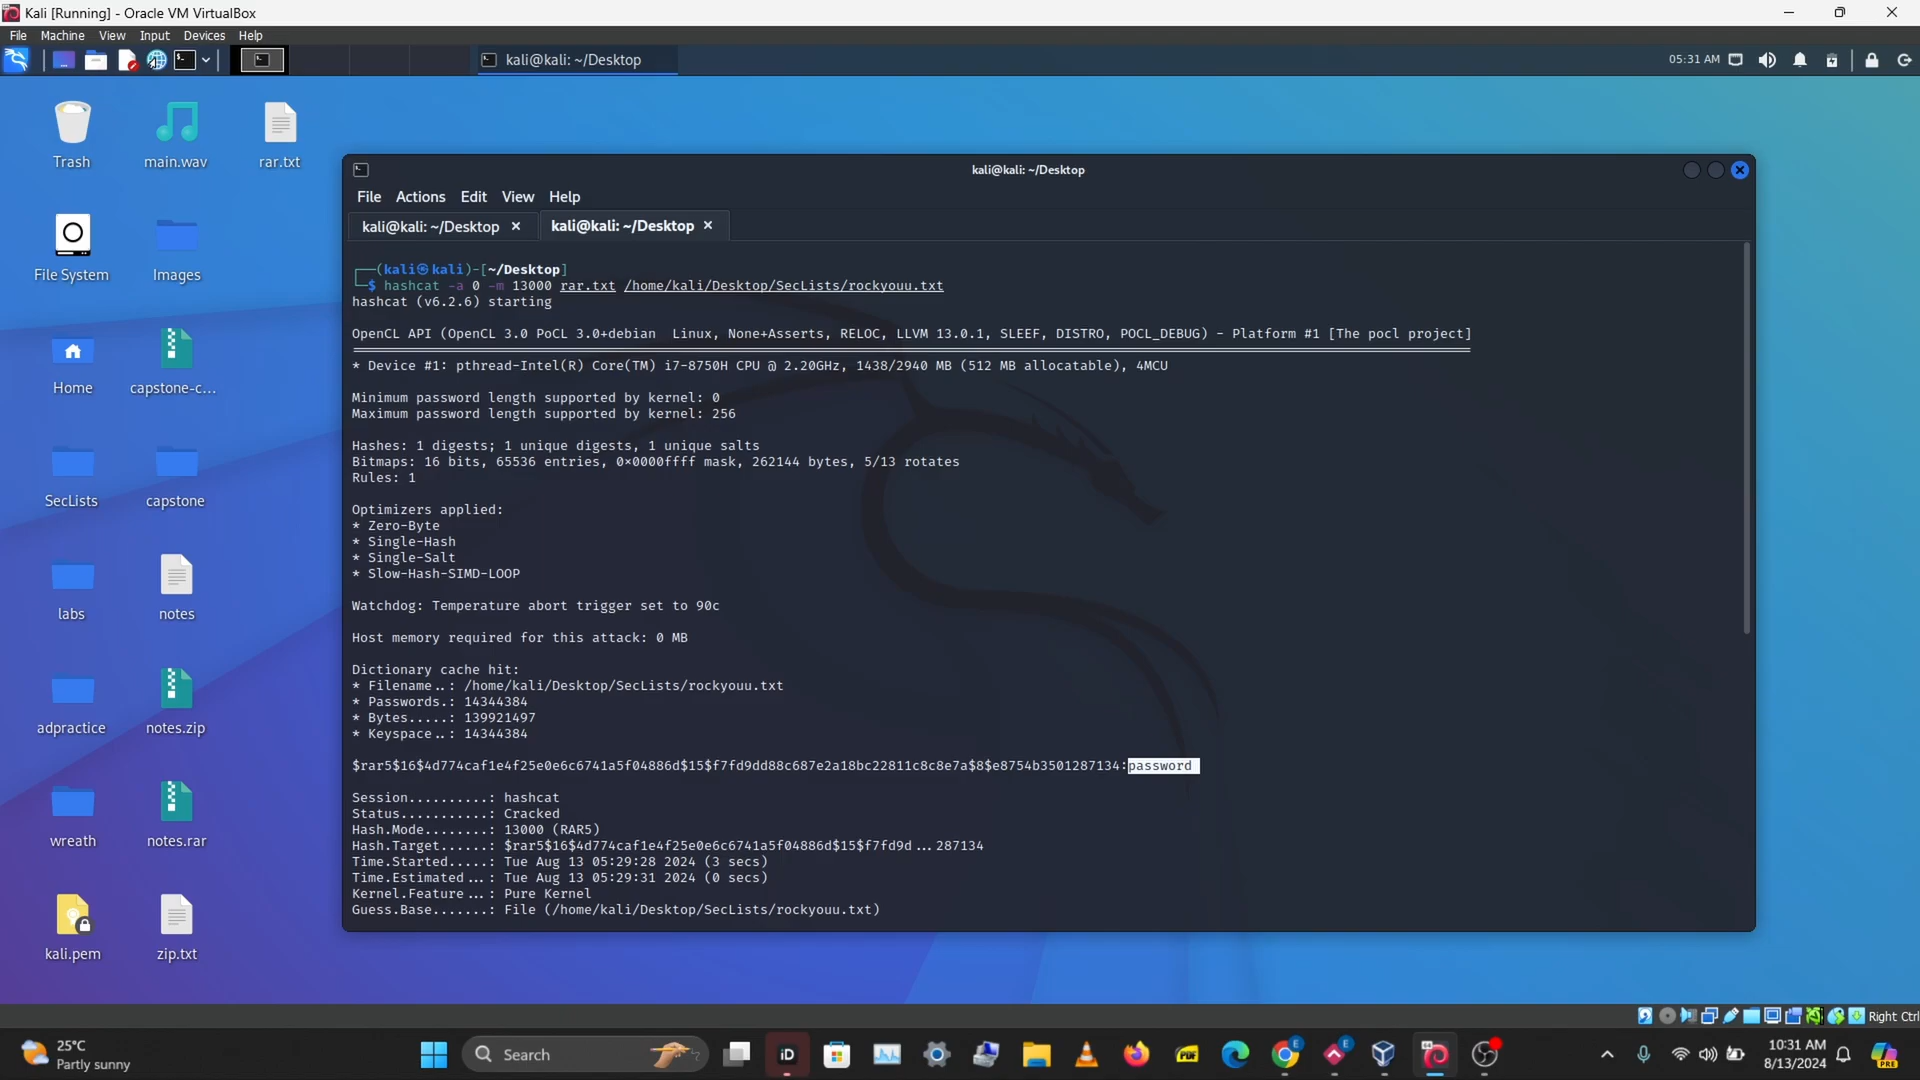 Kali [Running] - Oracle VM VirtualBox
File Machine View Input Devices Help
kali@kali: ~/Desktop
05:31 AM
Trash
main.wav
rar.txt
File System
Images
Home
capstone-c...
SecLists
capstone
labs
notes
adpractice
notes.zip
wreath
notes.rar
kali.pem
zip.txt
kali@kali: ~/Desktop
File Actions Edit View Help
kali@kali: ~/Desktop × kali@kali: ~/Desktop ×
┌──(kali㉿kali)-[~/Desktop]
└─$ hashcat -a 0 -m 13000 rar.txt /home/kali/Desktop/SecLists/rockyouu.txt
hashcat (v6.2.6) starting
OpenCL API (OpenCL 3.0 PoCL 3.0+debian  Linux, None+Asserts, RELOC, LLVM 13.0.1, SLEEF, DISTRO, POCL_DEBUG) - Platform #1 [The pocl project]
* Device #1: pthread-Intel(R) Core(TM) i7-8750H CPU @ 2.20GHz, 1438/2940 MB (512 MB allocatable), 4MCU
Minimum password length supported by kernel: 0
Maximum password length supported by kernel: 256
Hashes: 1 digests; 1 unique digests, 1 unique salts
Bitmaps: 16 bits, 65536 entries, 0x0000ffff mask, 262144 bytes, 5/13 rotates
Rules: 1
Optimizers applied:
* Zero-Byte
* Single-Hash
* Single-Salt
* Slow-Hash-SIMD-LOOP
Watchdog: Temperature abort trigger set to 90c
Host memory required for this attack: 0 MB
Dictionary cache hit:
* Filename..: /home/kali/Desktop/SecLists/rockyouu.txt
* Passwords.: 14344384
* Bytes.....: 139921497
* Keyspace..: 14344384
$rar5$16$4d774caf1e4f25e0e6c6741a5f04886d$15$f7fd9dd88c687e2a18bc22811c8c8e7a$8$e8754b3501287134:password
Session..........: hashcat
Status...........: Cracked
Hash.Mode........: 13000 (RAR5)
Hash.Target......: $rar5$16$4d774caf1e4f25e0e6c6741a5f04886d$15$f7fd9d...287134
Time.Started.....: Tue Aug 13 05:29:28 2024 (3 secs)
Time.Estimated...: Tue Aug 13 05:29:31 2024 (0 secs)
Kernel.Feature...: Pure Kernel
Guess.Base.......: File (/home/kali/Desktop/SecLists/rockyouu.txt)
Right Ctrl
25°C
Partly sunny
Search
10:31 AM
8/13/2024